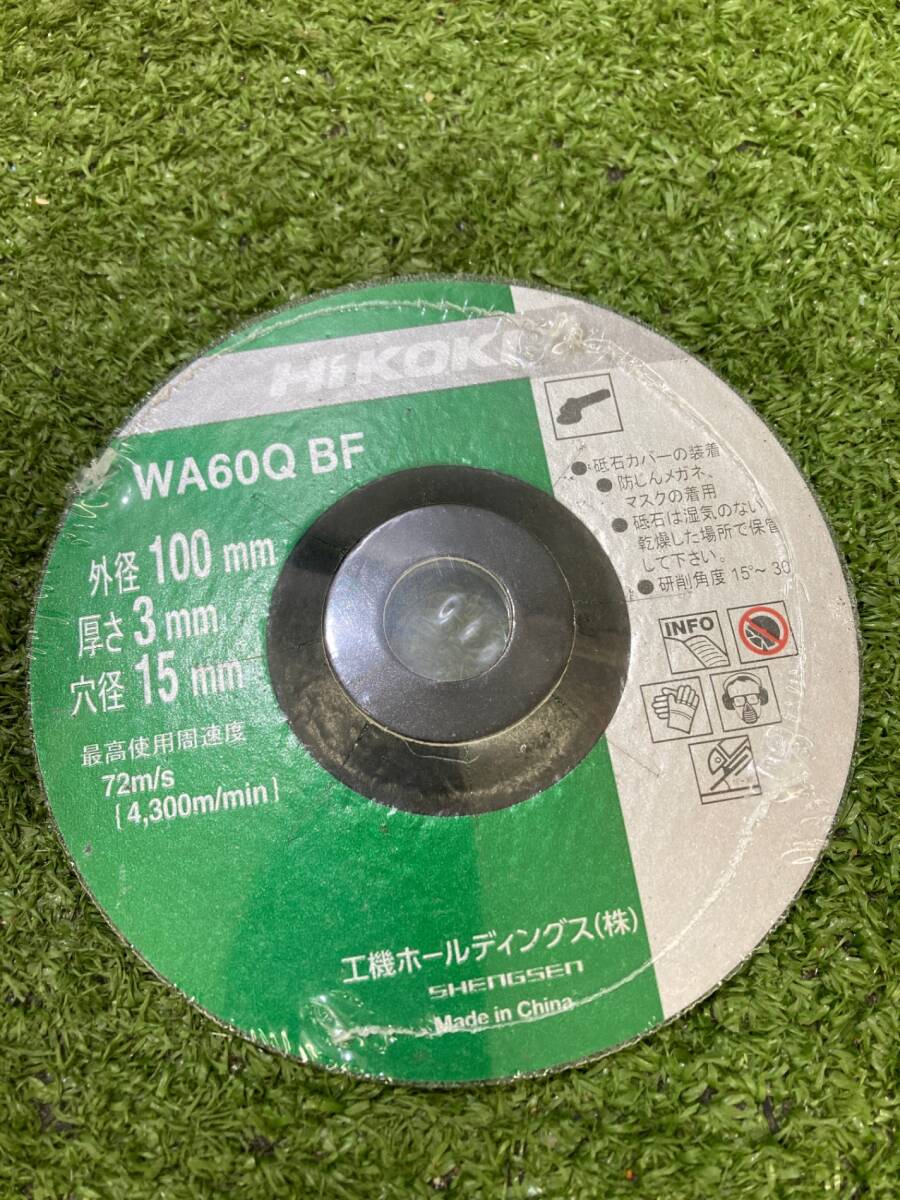 HiKOKI
WA60Q BF
外径 100 mm
厚さ 3 mm
穴径 15 mm
最高使用周速度
72m/s
[4,300m/min]
● 砥石カバーの装着
● 防じんメガネ、
マスクの着用
● 砥石は湿気のない
乾燥した場所で保管
して下さい。
● 研削角度 15°～30
INFO
工機ホールディングス(株)
SHENGSEN
Made in China